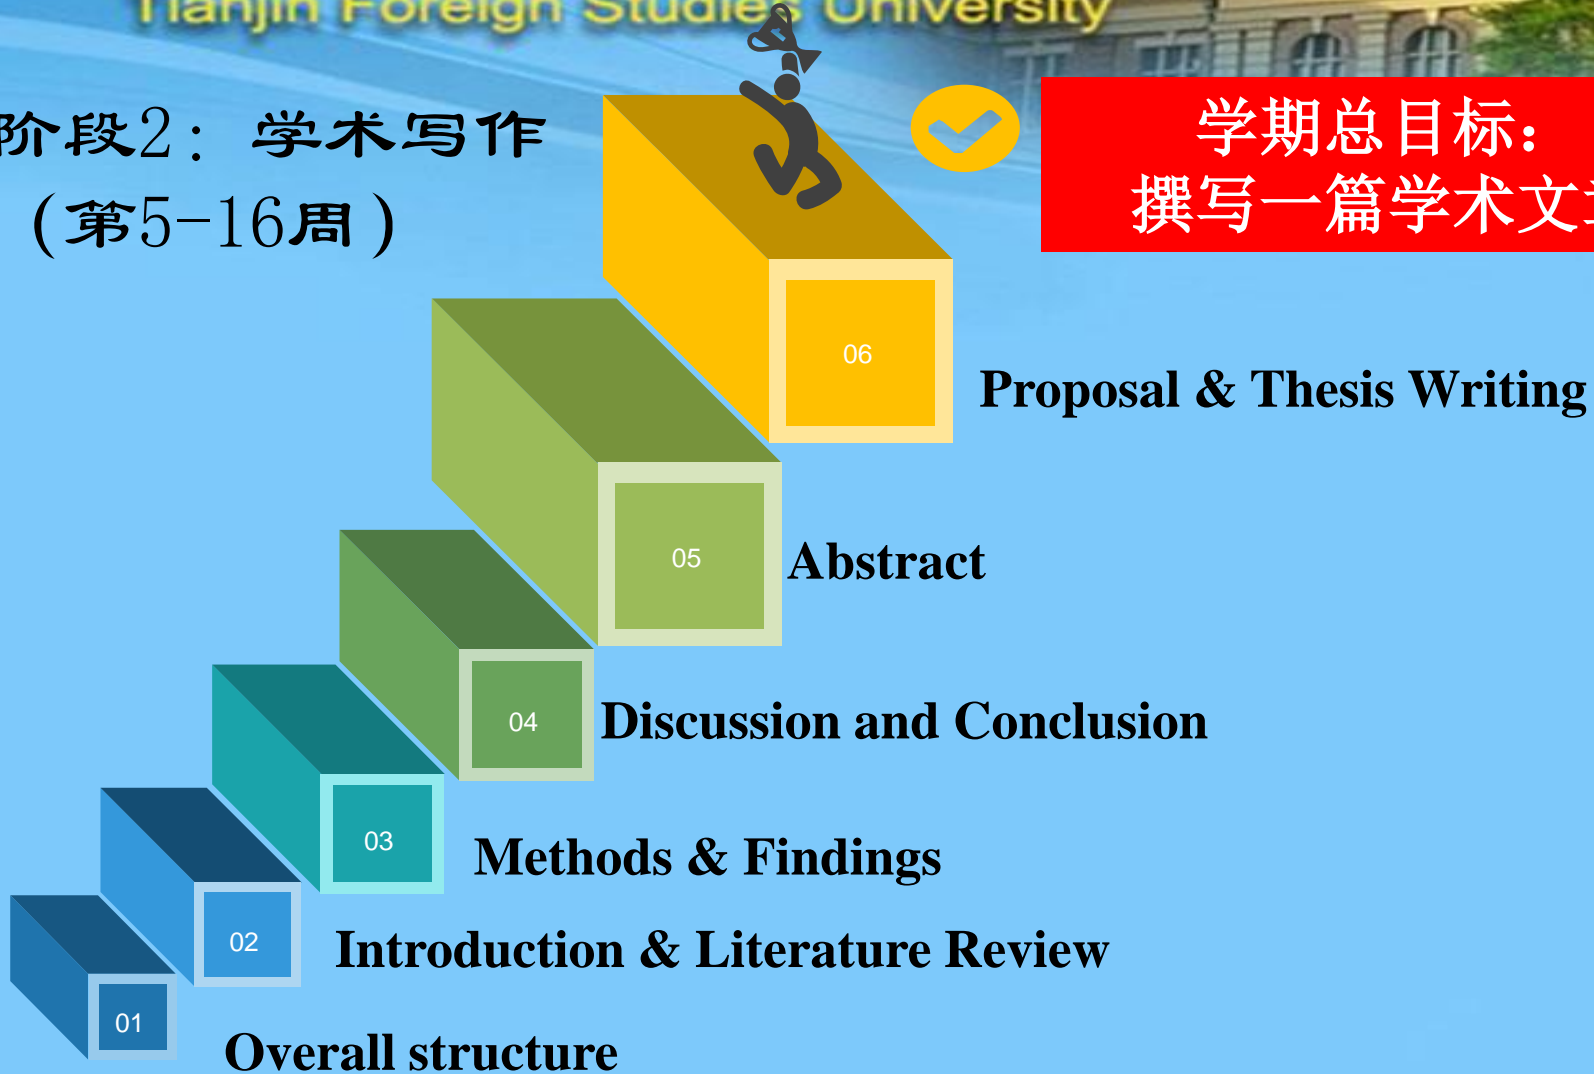 Tianjin Foreign Studies University
阶段2：学术写作
（第5-16周）
学期总目标：
撰写一篇学术文
06
Proposal & Thesis Writing
05
Abstract
04
Discussion and Conclusion
03
Methods & Findings
02
Introduction & Literature Review
01
Overall structure